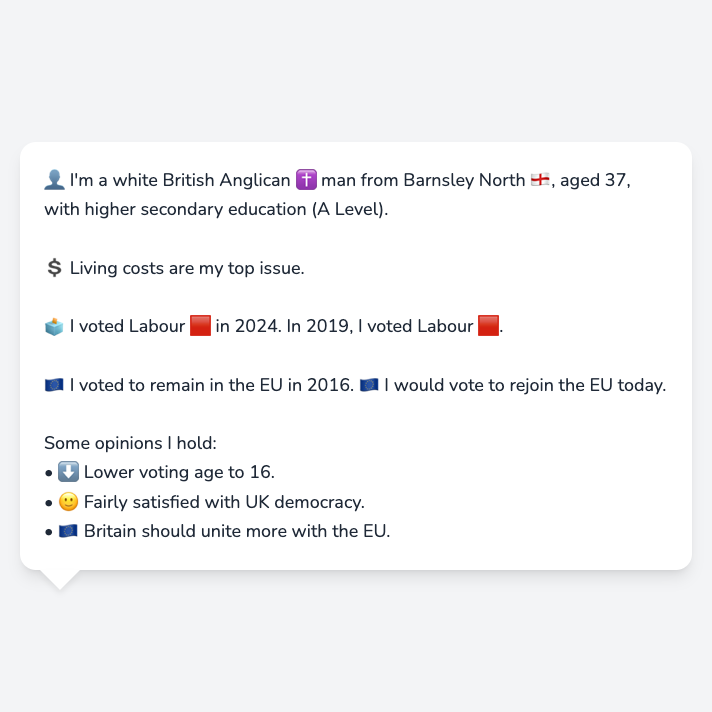 👤 I'm a white British Anglican ✝️ man from Barnsley North 🏴󠁧󠁢󠁥󠁮󠁧󠁿, aged 37,
with higher secondary education (A Level).
💲 Living costs are my top issue.
🗳️ I voted Labour 🟥 in 2024. In 2019, I voted Labour 🟥.
🇪🇺 I voted to remain in the EU in 2016. 🇪🇺 I would vote to rejoin the EU today.
Some opinions I hold:
• ⬇️ Lower voting age to 16.
• 🙂 Fairly satisfied with UK democracy.
• 🇪🇺 Britain should unite more with the EU.